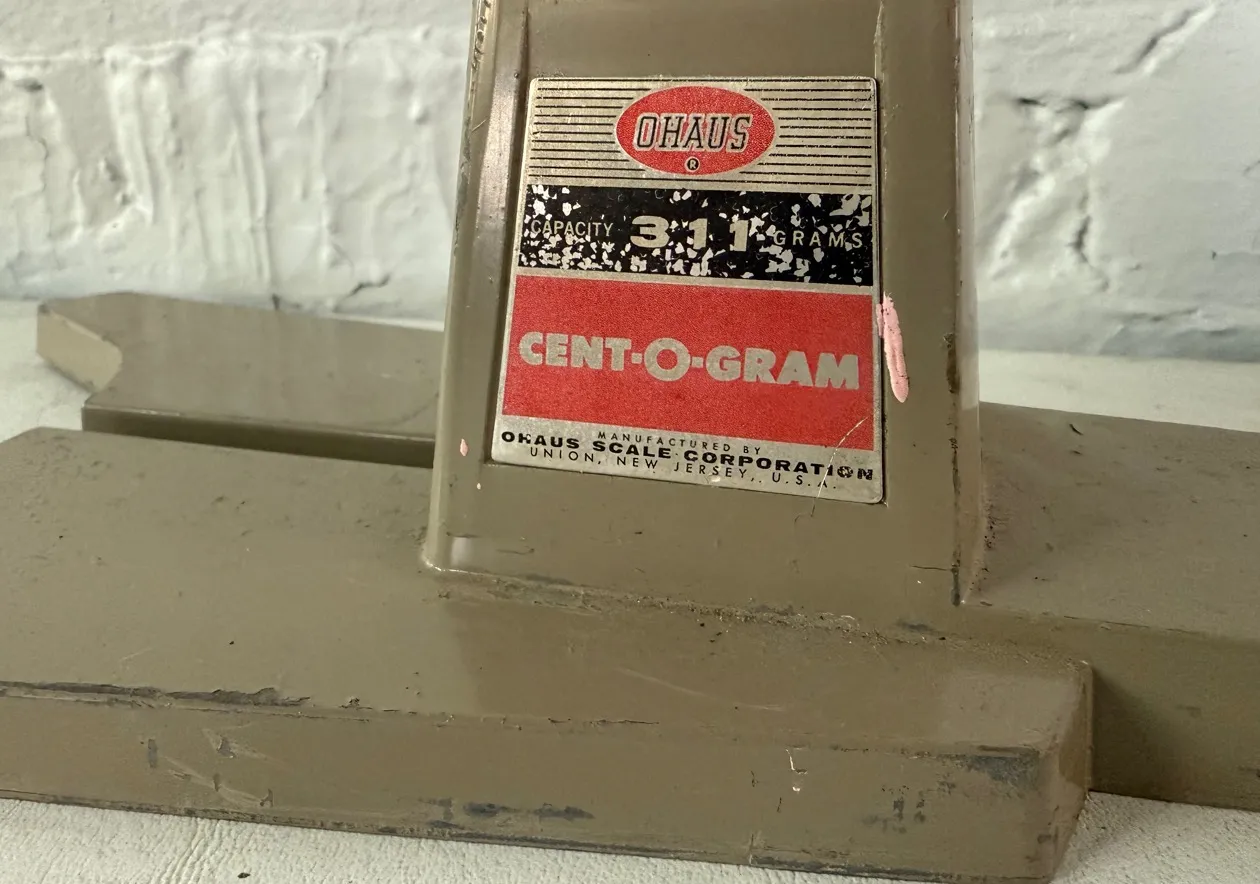 OHAUS
®
CAPACITY 311 GRAMS
CENT-O-GRAM
MANUFACTURED BY
OHAUS SCALE CORPORATION
UNION, NEW JERSEY, U.S.A.